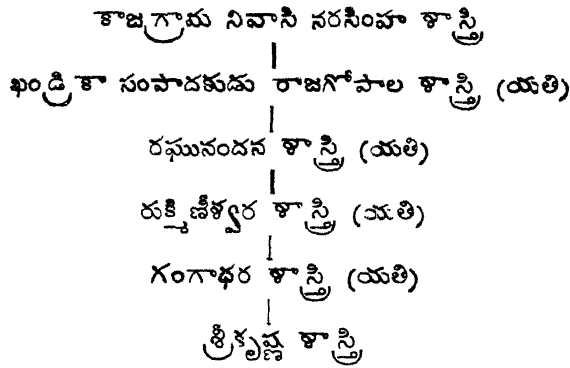 కాజగ్రామ నివాసి నరసింహ శాస్త్రి
ఖండ్రికా సంపాదకుడు రాజగోపాల శాస్త్రి (యతి)
రఘునందన శాస్త్రి (యతి)
రుక్మిణీశ్వర శాస్త్రి (యతి)
గంగాధర శాస్త్రి (యతి)
శ్రీకృష్ణ శాస్త్రి